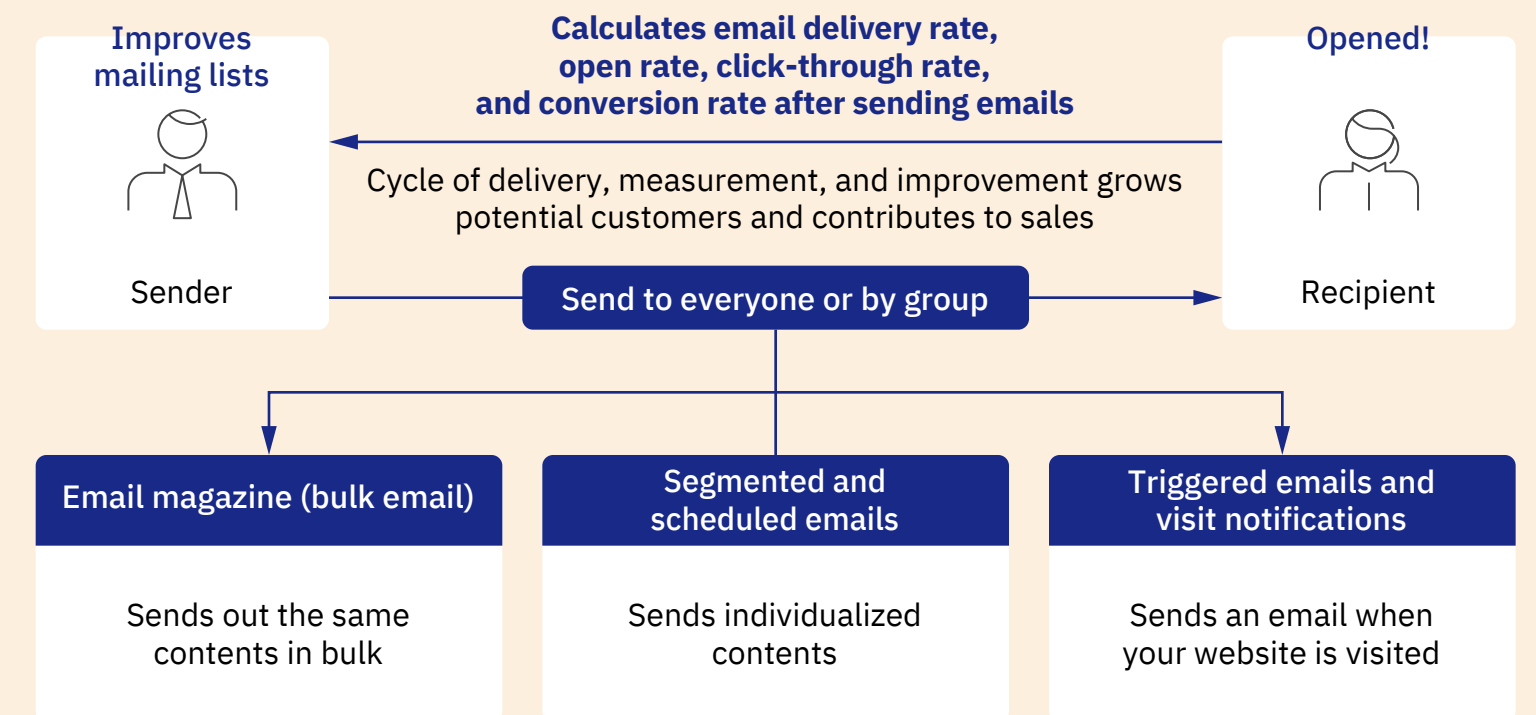 Improves
mailing lists
Sender
Calculates email delivery rate,
open rate, click-through rate,
and conversion rate after sending emails
Cycle of delivery, measurement, and improvement grows
potential customers and contributes to sales
Send to everyone or by group
Opened!
Recipient
Email magazine (bulk email)
Sends out the same
contents in bulk
Segmented and
scheduled emails
Sends individualized
contents
Triggered emails and
visit notifications
Sends an email when
your website is visited